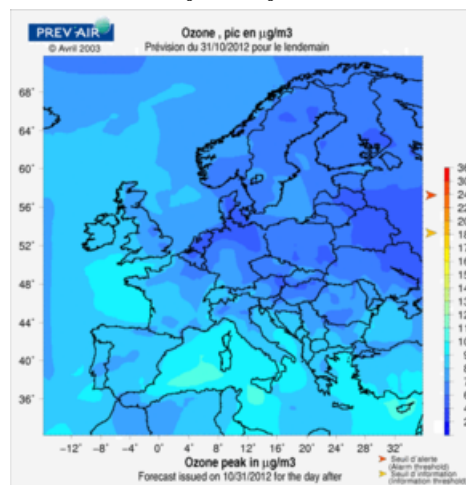 PREV'AIR
© Avril 2003
Ozone , pic en µg/m3
Prévision du 31/10/2012 pour le lendemain
68°
64°
60°
56°
52°
48°
44°
40°
36°
-12° -8° -4° 0° 4° 8° 12° 16° 20° 24° 28° 32°
Ozone peak in µg/m3
Forecast issued on 10/31/2012 for the day after
Seuil d'alerte
(Alarm threshold)
Seuil d'information
(Information threshold)